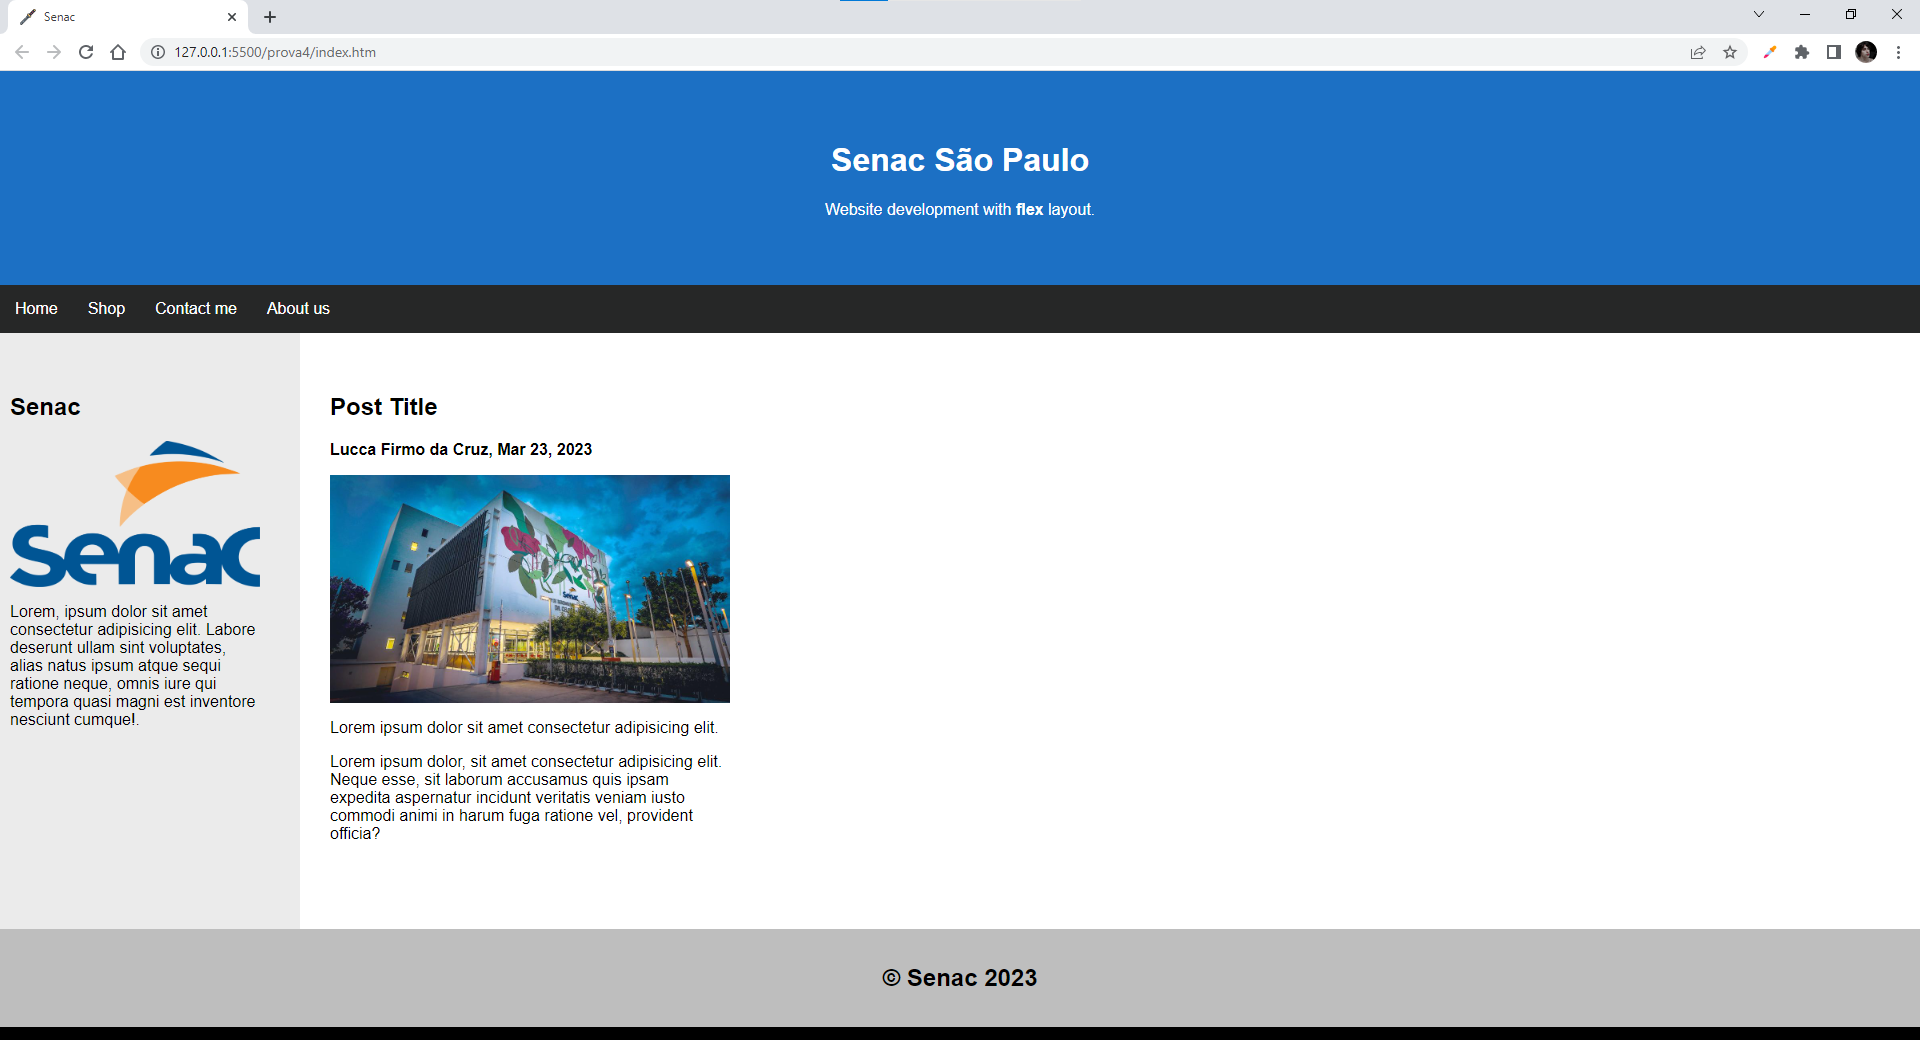 Senac
127.0.0.1:5500/prova4/index.htm
Senac São Paulo
Website development with flex layout.
Home Shop Contact me About us
Senac
Senac
Lorem, ipsum dolor sit amet
consectetur adipisicing elit. Labore
deserunt ullam sint voluptates,
alias natus ipsum atque sequi
ratione neque, omnis iure qui
tempora quasi magni est inventore
nesciunt cumque!.
Post Title
Lucca Firmo da Cruz, Mar 23, 2023
Senac
Lorem ipsum dolor sit amet consectetur adipisicing elit.
Lorem ipsum dolor, sit amet consectetur adipisicing elit.
Neque esse, sit laborum accusamus quis ipsam
expedita aspernatur incidunt veritatis veniam iusto
commodi animi in harum fuga ratione vel, provident
officia?
© Senac 2023